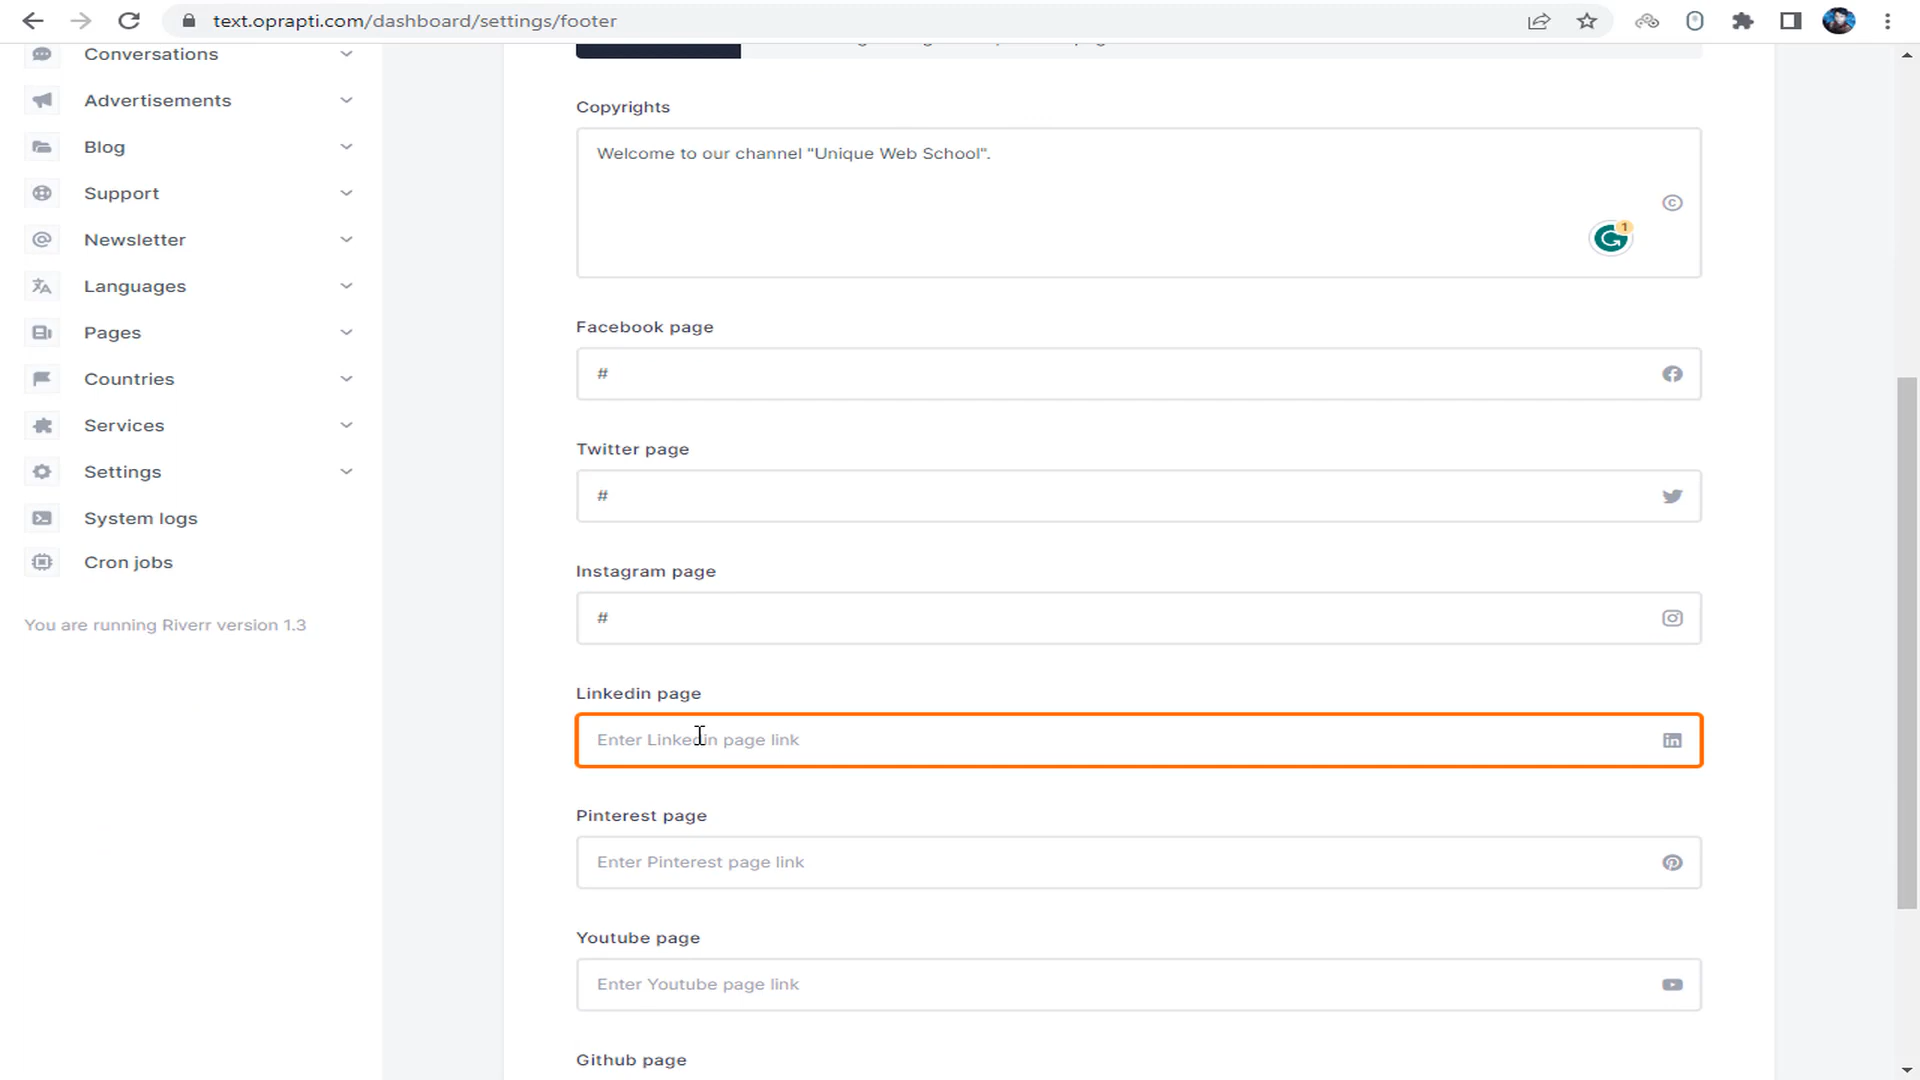 text.oprapti.com/dashboard/settings/footer
Conversations
Advertisements
Blog
Support
Newsletter
Languages
Pages
Countries
Services
Settings
System logs
Cron jobs
You are running Riverr version 1.3
Copyrights
Welcome to our channel "Unique Web School".
1
Facebook page
#
Twitter page
#
Instagram page
#
Linkedin page
Enter Linkedin page link
Pinterest page
Enter Pinterest page link
Youtube page
Enter Youtube page link
Github page